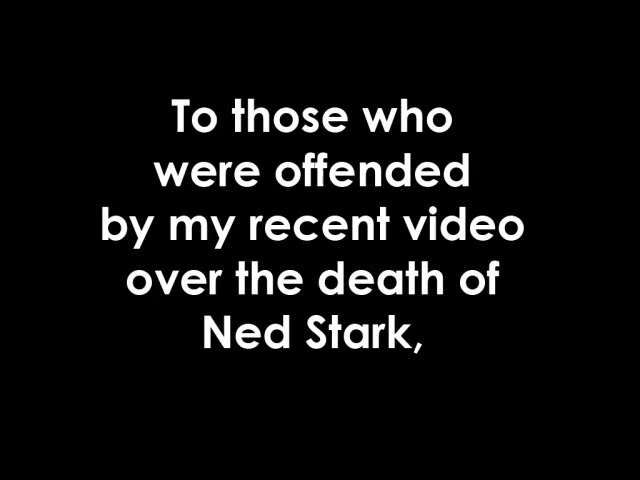 To those who
were offended
by my recent video
over the death of
Ned Stark,